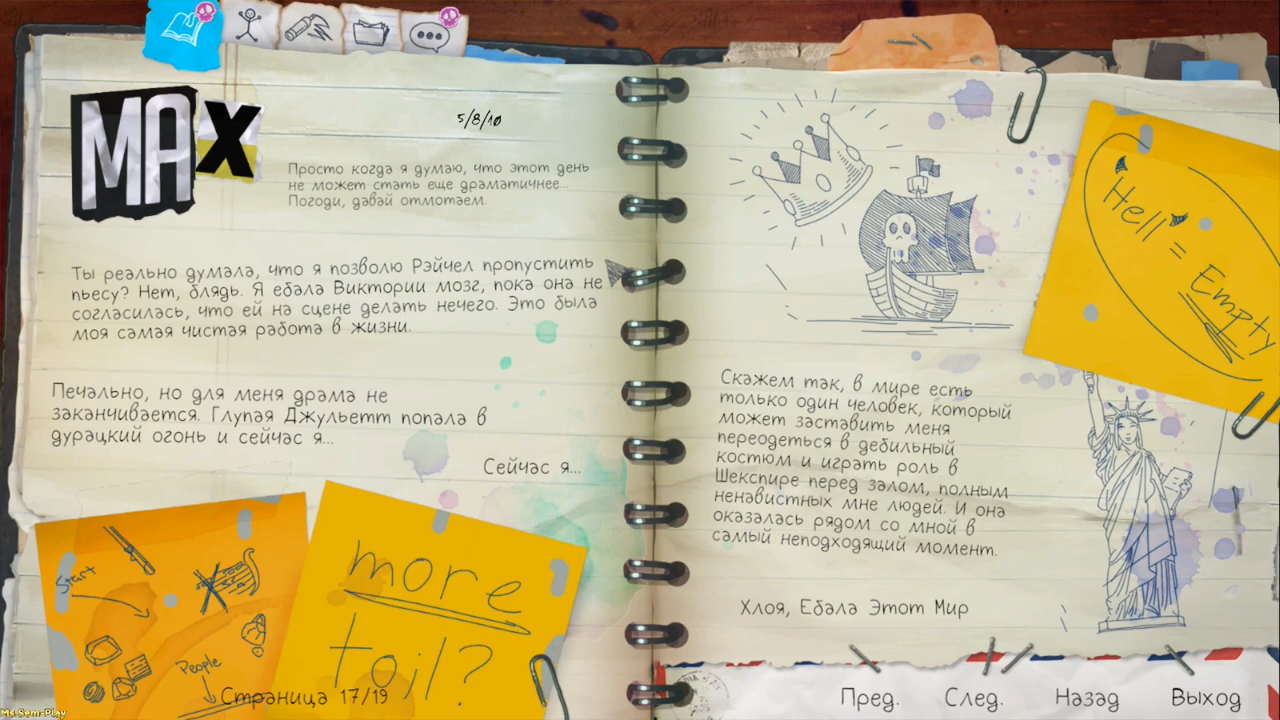 MAX
5/8/10
Просто когда я думаю, что этот день
не может стать еще драматичнее...
Погоди, давай отмотаем.
Ты реально думала, что я позволю Рэйчел пропустить
пьесу? Нет, блядь. Я ебала Виктории мозг, пока она не
согласилась, что ей на сцене делать нечего. Это была
моя самая чистая работа в жизни.
Печально, но для меня драма не
заканчивается. Глупая Джульетт попала в
дурацкий огонь и сейчас я...
Сейчас я...
Start
People
more
toil?
Страница 17/19
Hell =
Empty
Скажем так, в мире есть
только один человек, который
может заставить меня
переодеться в дебильный
костюм и играть роль в
Шекспире перед залом, полным
ненавистных мне людей. И она
оказалась рядом со мной в
самый неподходящий момент.
Хлоя, Ебала Этот Мир
Пред. След. Назад Выход
Ms.Sem-Play